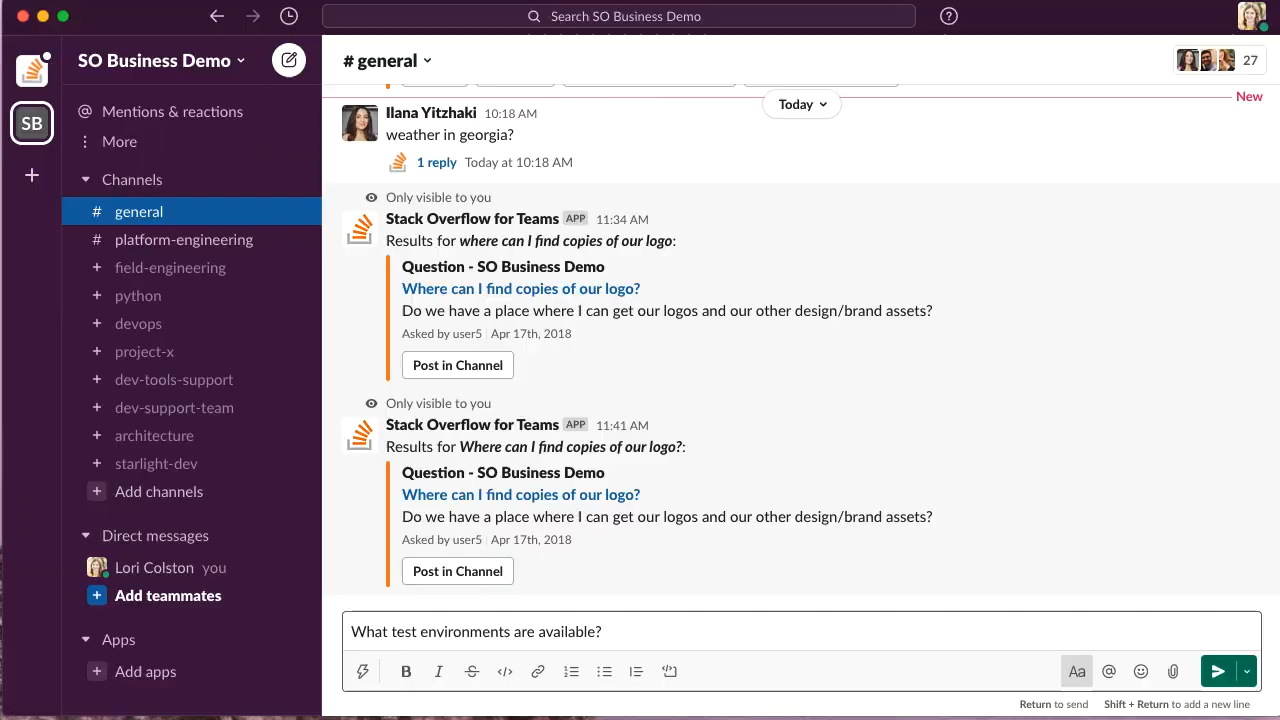 Search SO Business Demo
SB
SO Business Demo
Mentions & reactions
More
Channels
# general
# platform-engineering
+ field-engineering
+ python
+ devops
+ project-x
+ dev-tools-support
+ dev-support-team
+ architecture
+ starlight-dev
+ Add channels
Direct messages
Lori Colston you
+ Add teammates
Apps
+ Add apps
# general
27
Today
New
Ilana Yitzhaki 10:18 AM
weather in georgia?
1 reply Today at 10:18 AM
Only visible to you
Stack Overflow for Teams APP 11:34 AM
Results for where can I find copies of our logo:
Question - SO Business Demo
Where can I find copies of our logo?
Do we have a place where I can get our logos and our other design/brand assets?
Asked by user5 | Apr 17th, 2018
Post in Channel
Only visible to you
Stack Overflow for Teams APP 11:41 AM
Results for Where can I find copies of our logo?:
Question - SO Business Demo
Where can I find copies of our logo?
Do we have a place where I can get our logos and our other design/brand assets?
Asked by user5 | Apr 17th, 2018
Post in Channel
What test environments are available?
B I S Aa @
Return to send Shift + Return to add a new line